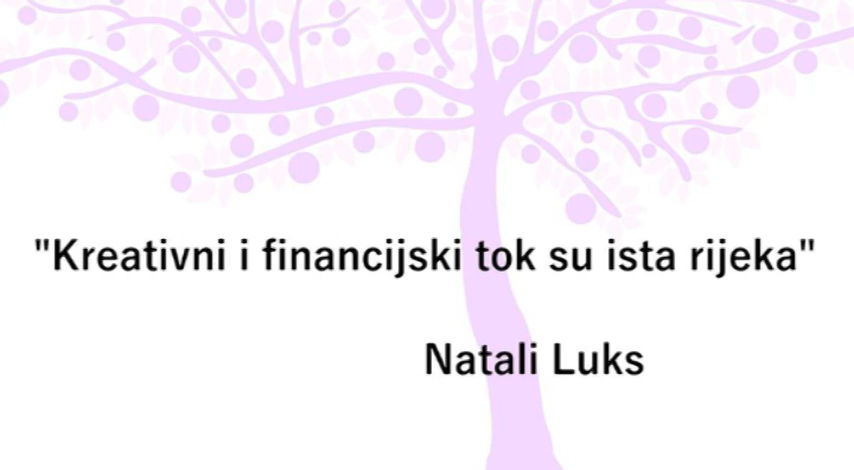 "Kreativni i financijski tok su ista rijeka"
Natali Luks